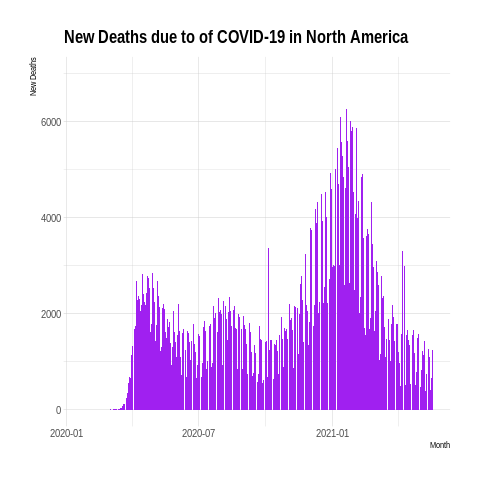 New Deaths due to of COVID-19 in North America
New Deaths
6000
4000
2000
0
2020-01
2020-07
2021-01
Month